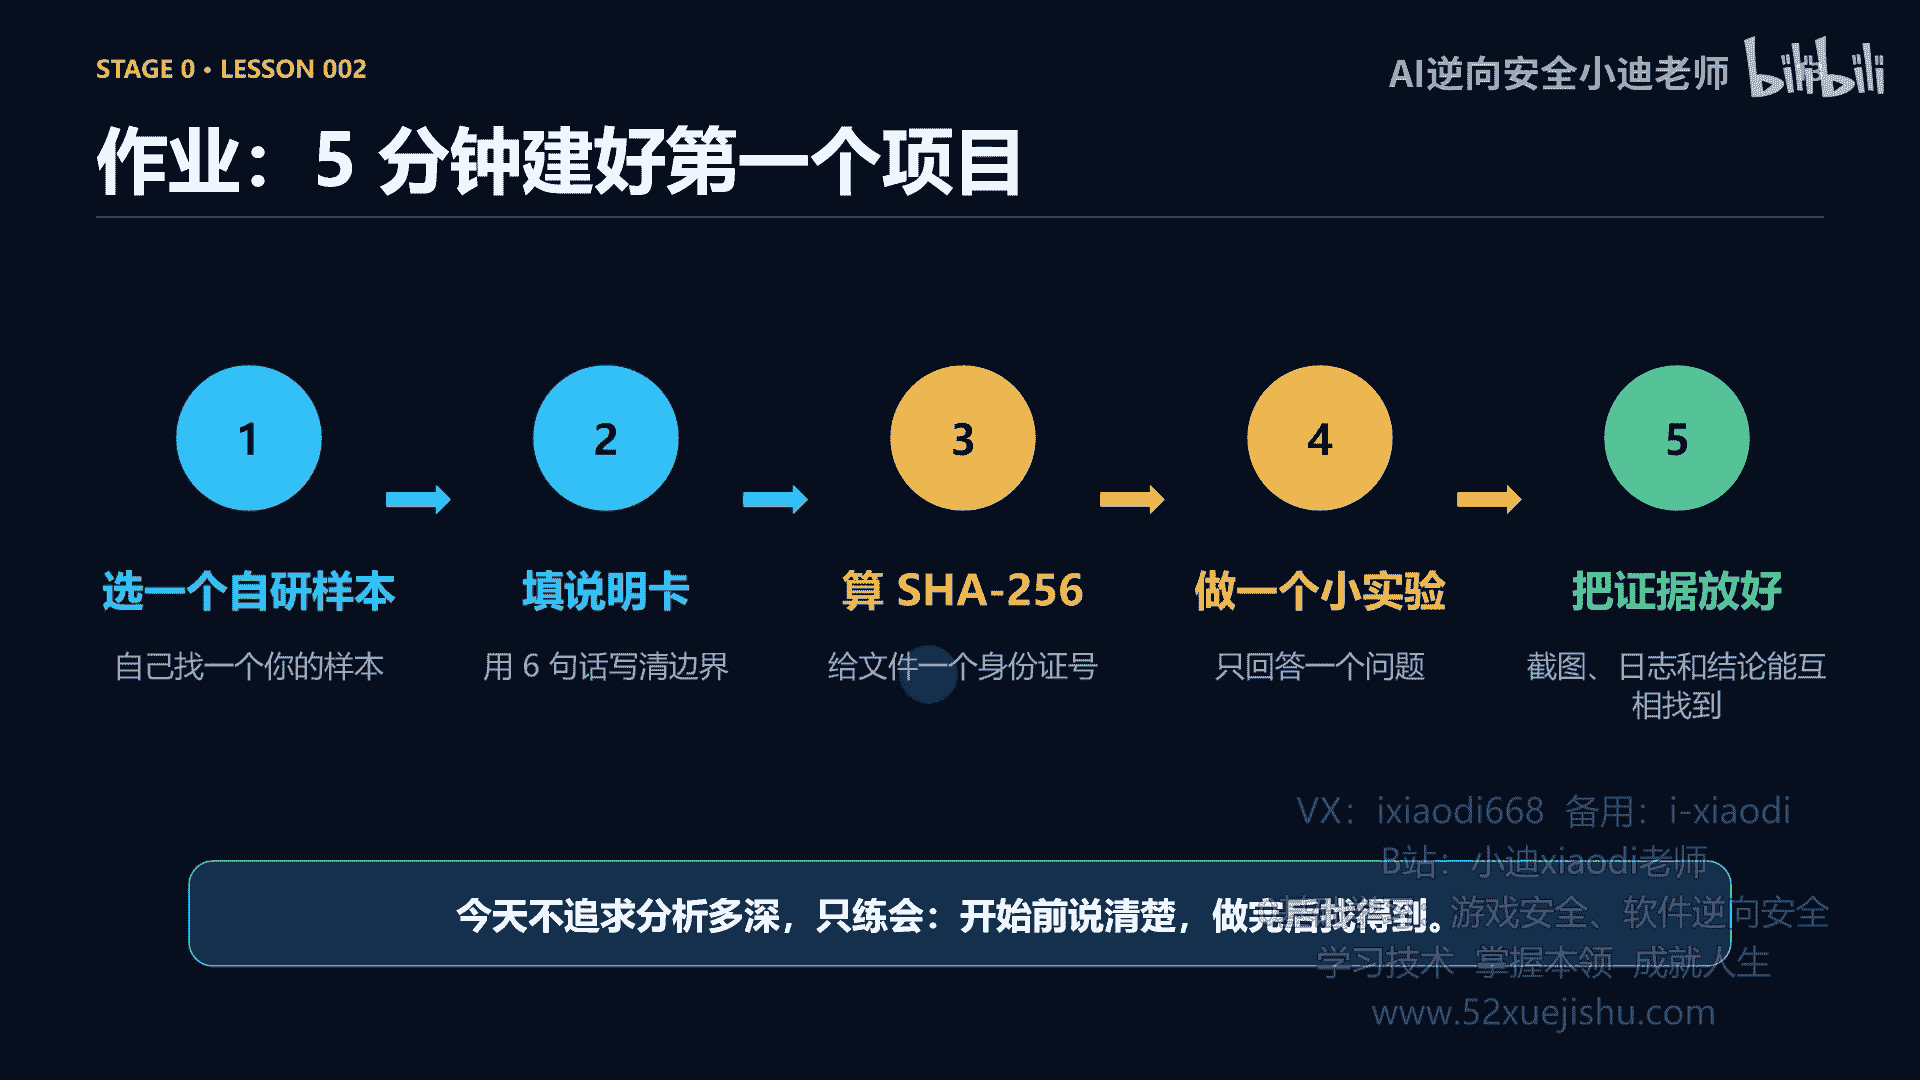 STAGE 0 • LESSON 002
AI逆向安全小迪老师
bilibili
作业：5 分钟建好第一个项目
1
2
3
4
5
选一个自研样本
填说明卡
算 SHA-256
做一个小实验
把证据放好
自己找一个你的样本
用 6 句话写清边界
给文件一个身份证号
只回答一个问题
截图、日志和结论能互
相找到
VX：ixiaodi668 备用：i-xiaodi
B站：小迪xiaodi老师
今天不追求分析多深，只练会：开始前说清楚，做完后找得到。
游戏安全、软件逆向安全
学习技术 掌握本领 成就人生
www.52xuejishu.com